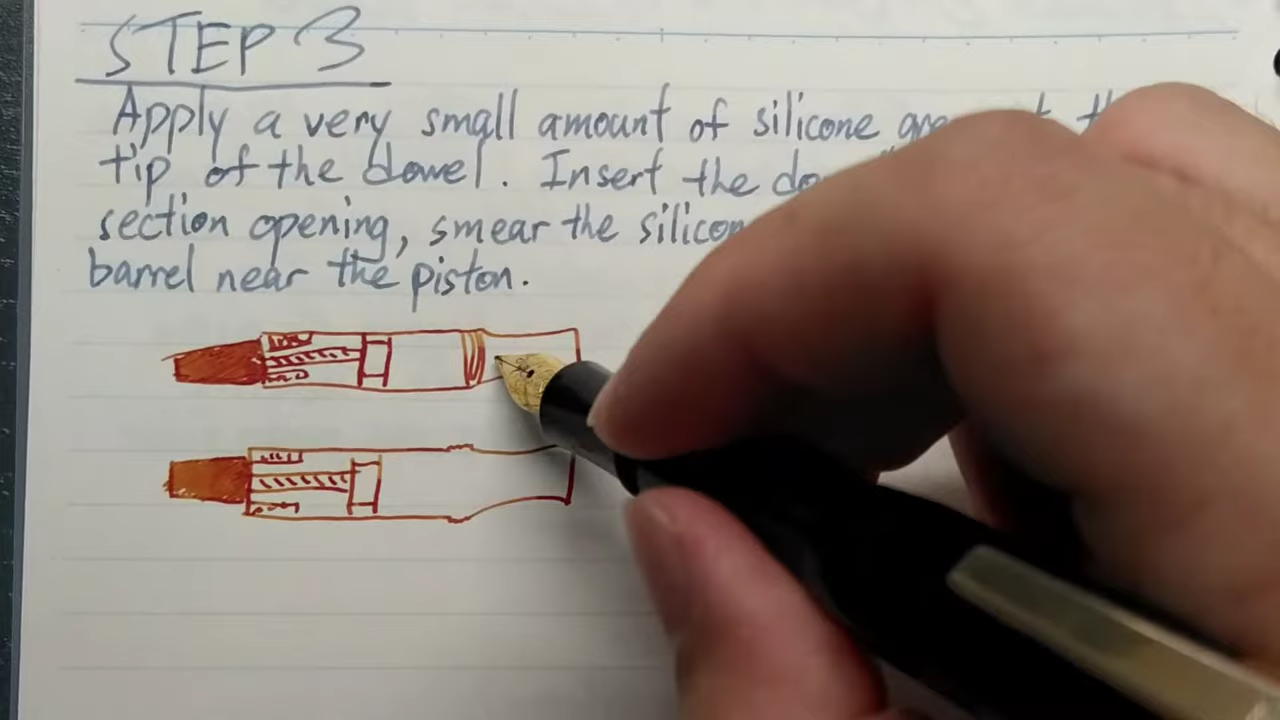 STEP 3
Apply a very small amount of silicone
tip of the dowel. Insert the
section opening, smear the
barrel near the piston.